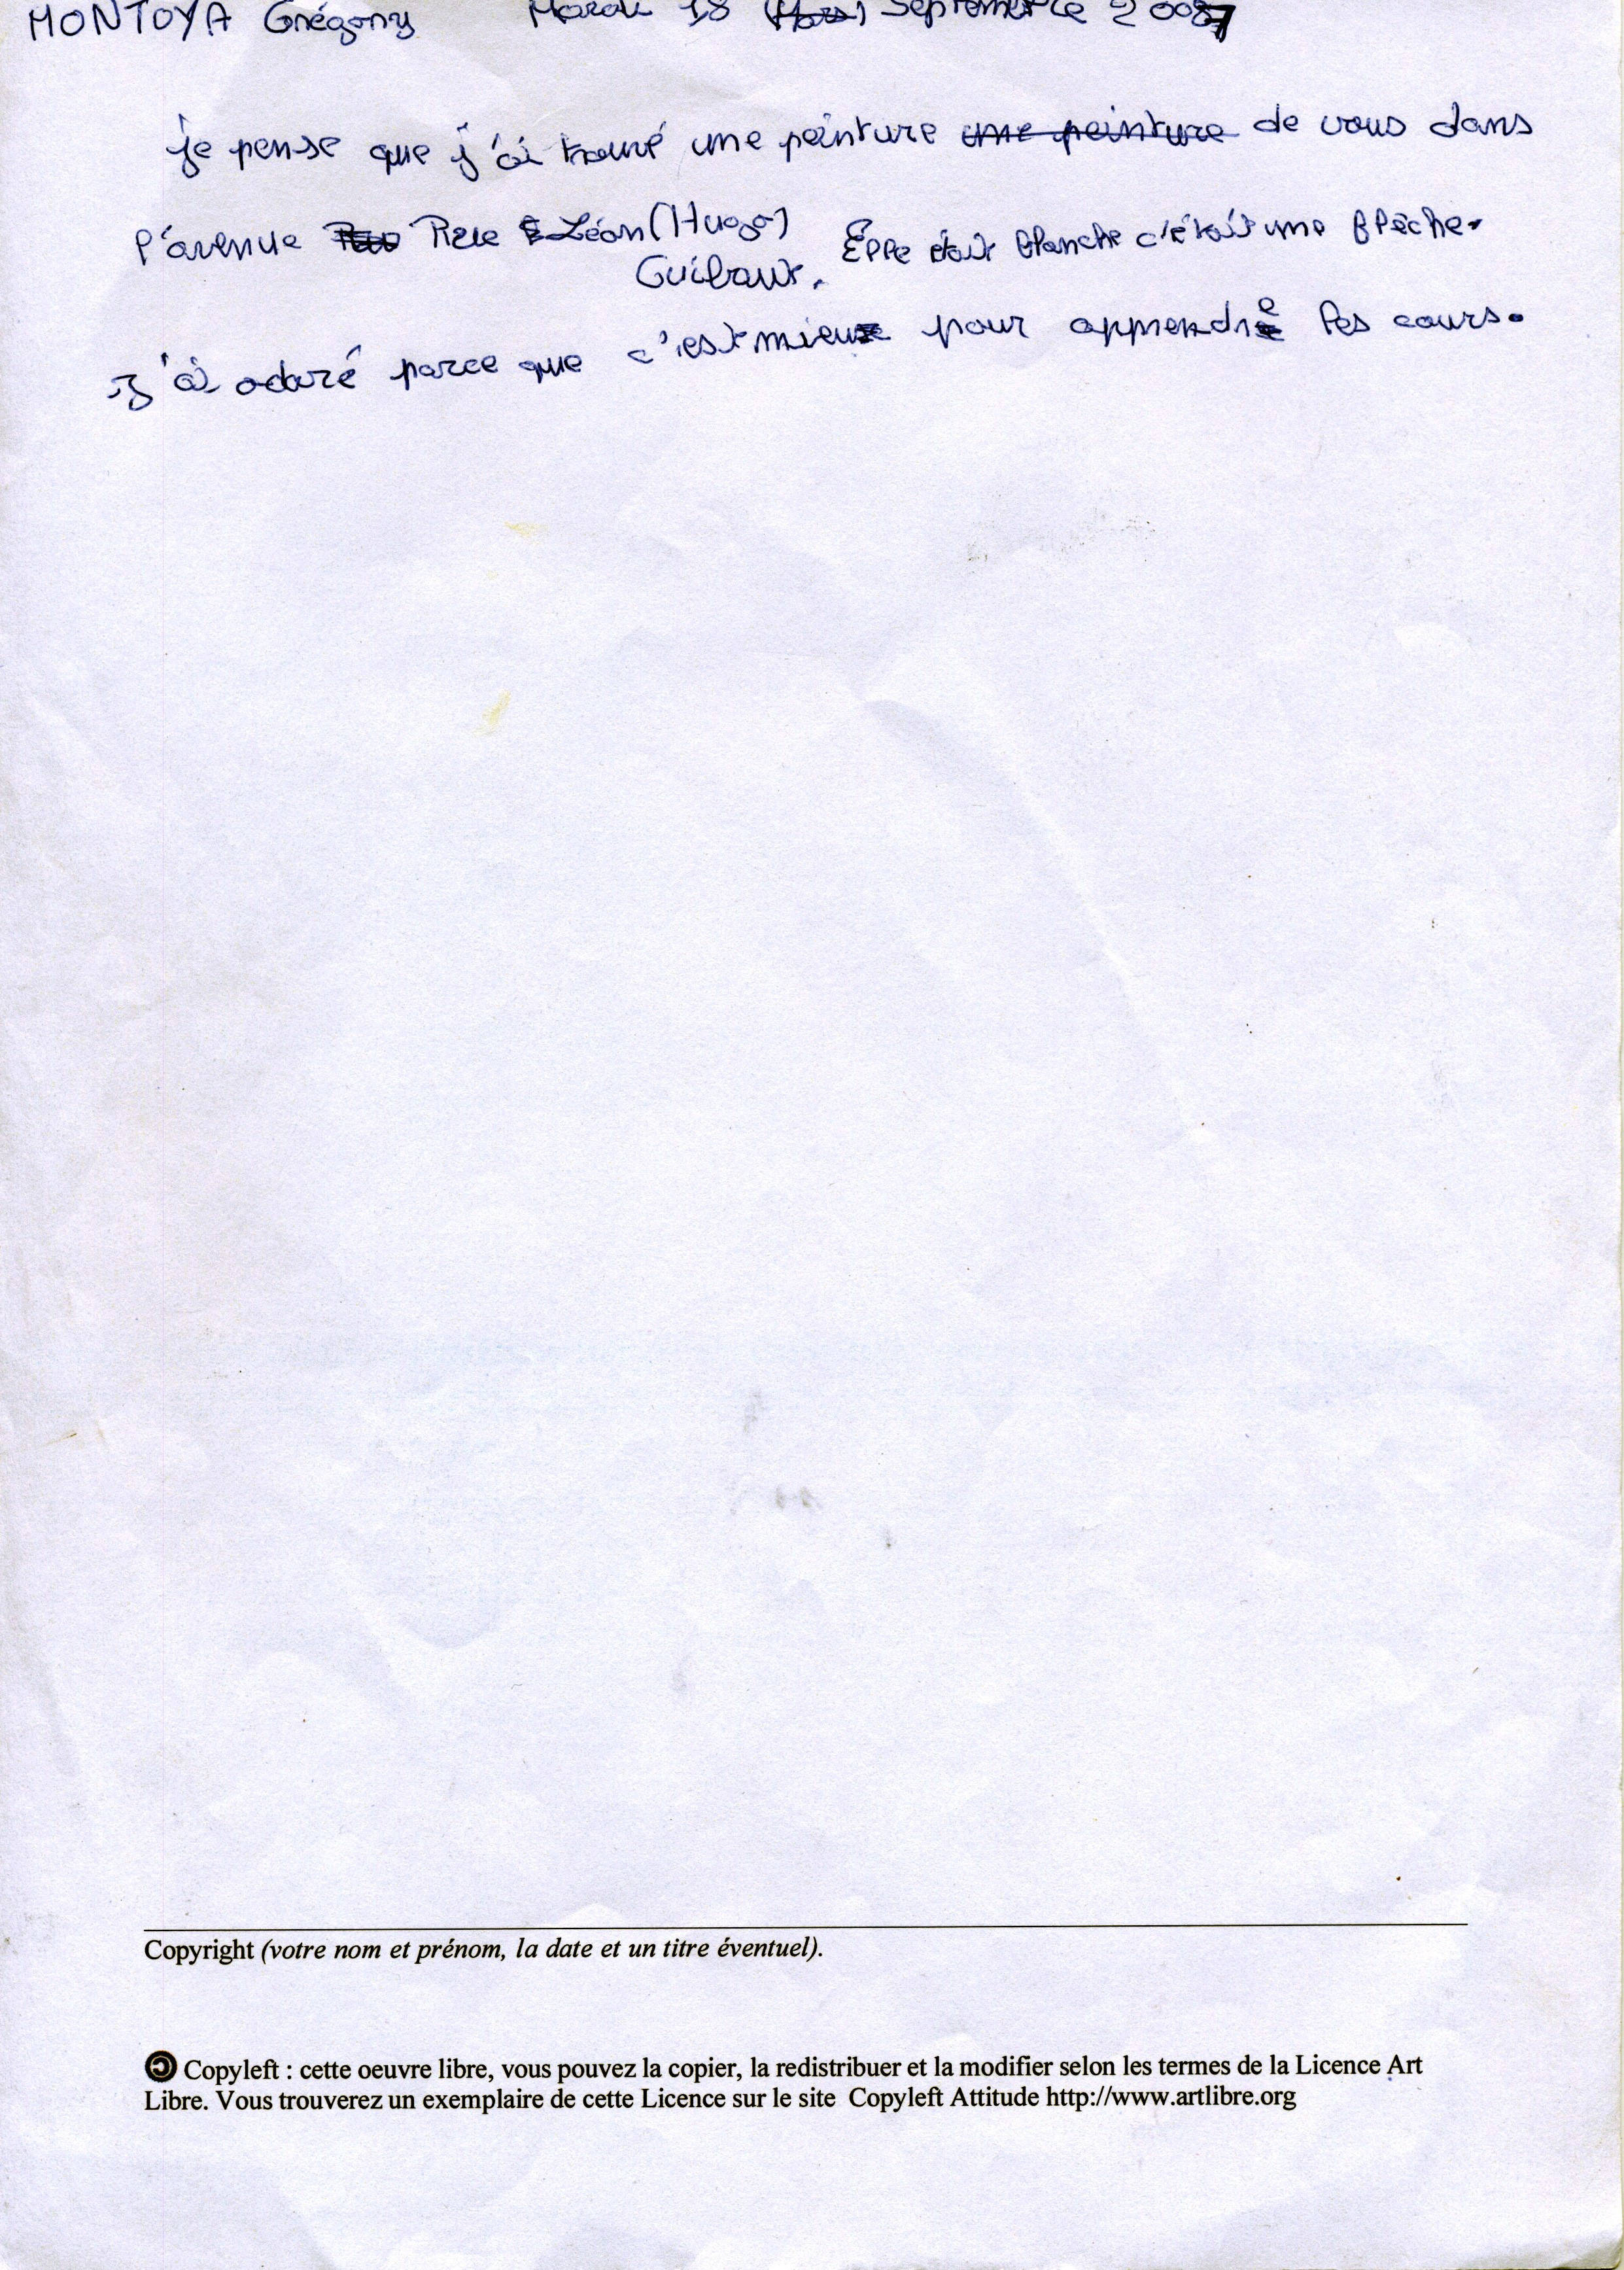 MONTOYA Grégory Mardi 18 (Mars) Septembre 2007
je pense que j'ai trouvé une peinture une peinture de vous dans
l'avenue Rue Léon (Hugo) Elle était blanche c'était une flèche.
Guibaut.
j'ai adoré parce que c'est mieux pour apprendre les cours.
Copyright (votre nom et prénom, la date et un titre éventuel).
Copyleft : cette oeuvre libre, vous pouvez la copier, la redistribuer et la modifier selon les termes de la Licence Art
Libre. Vous trouverez un exemplaire de cette Licence sur le site Copyleft Attitude http://www.artlibre.org